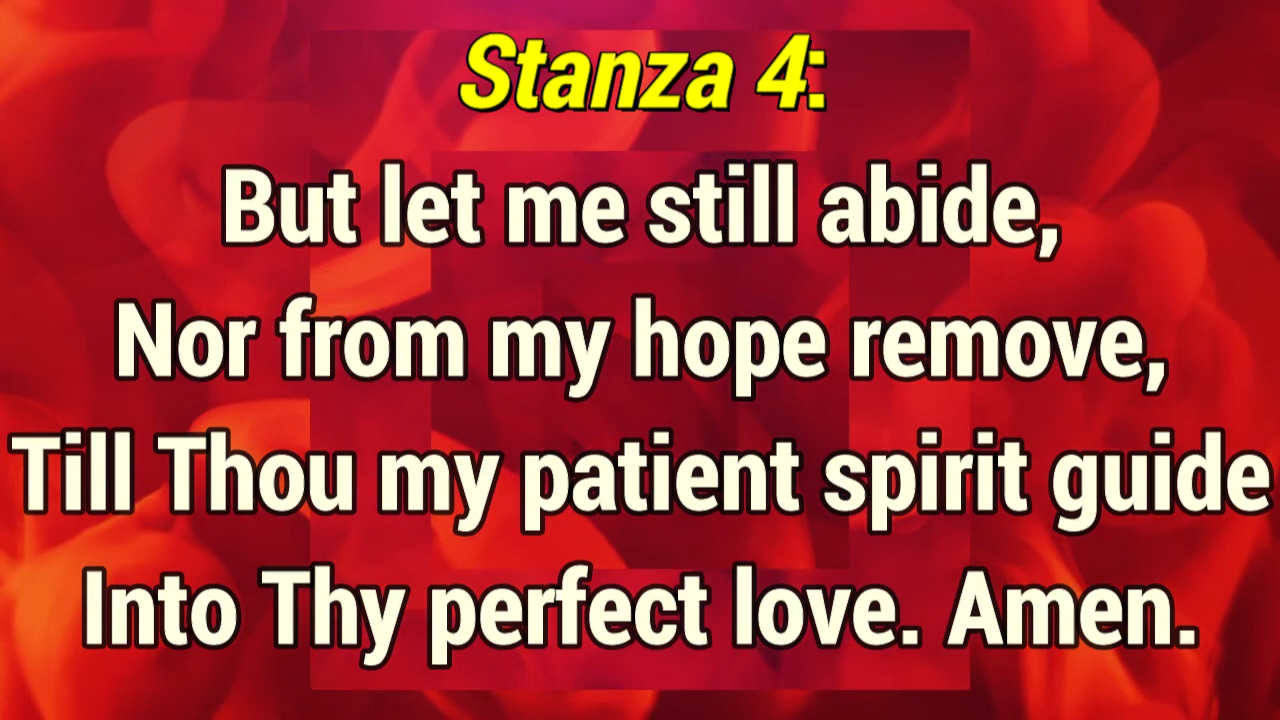 Stanza 4:
But let me still abide,
Nor from my hope remove,
Till Thou my patient spirit guide
Into Thy perfect love. Amen.